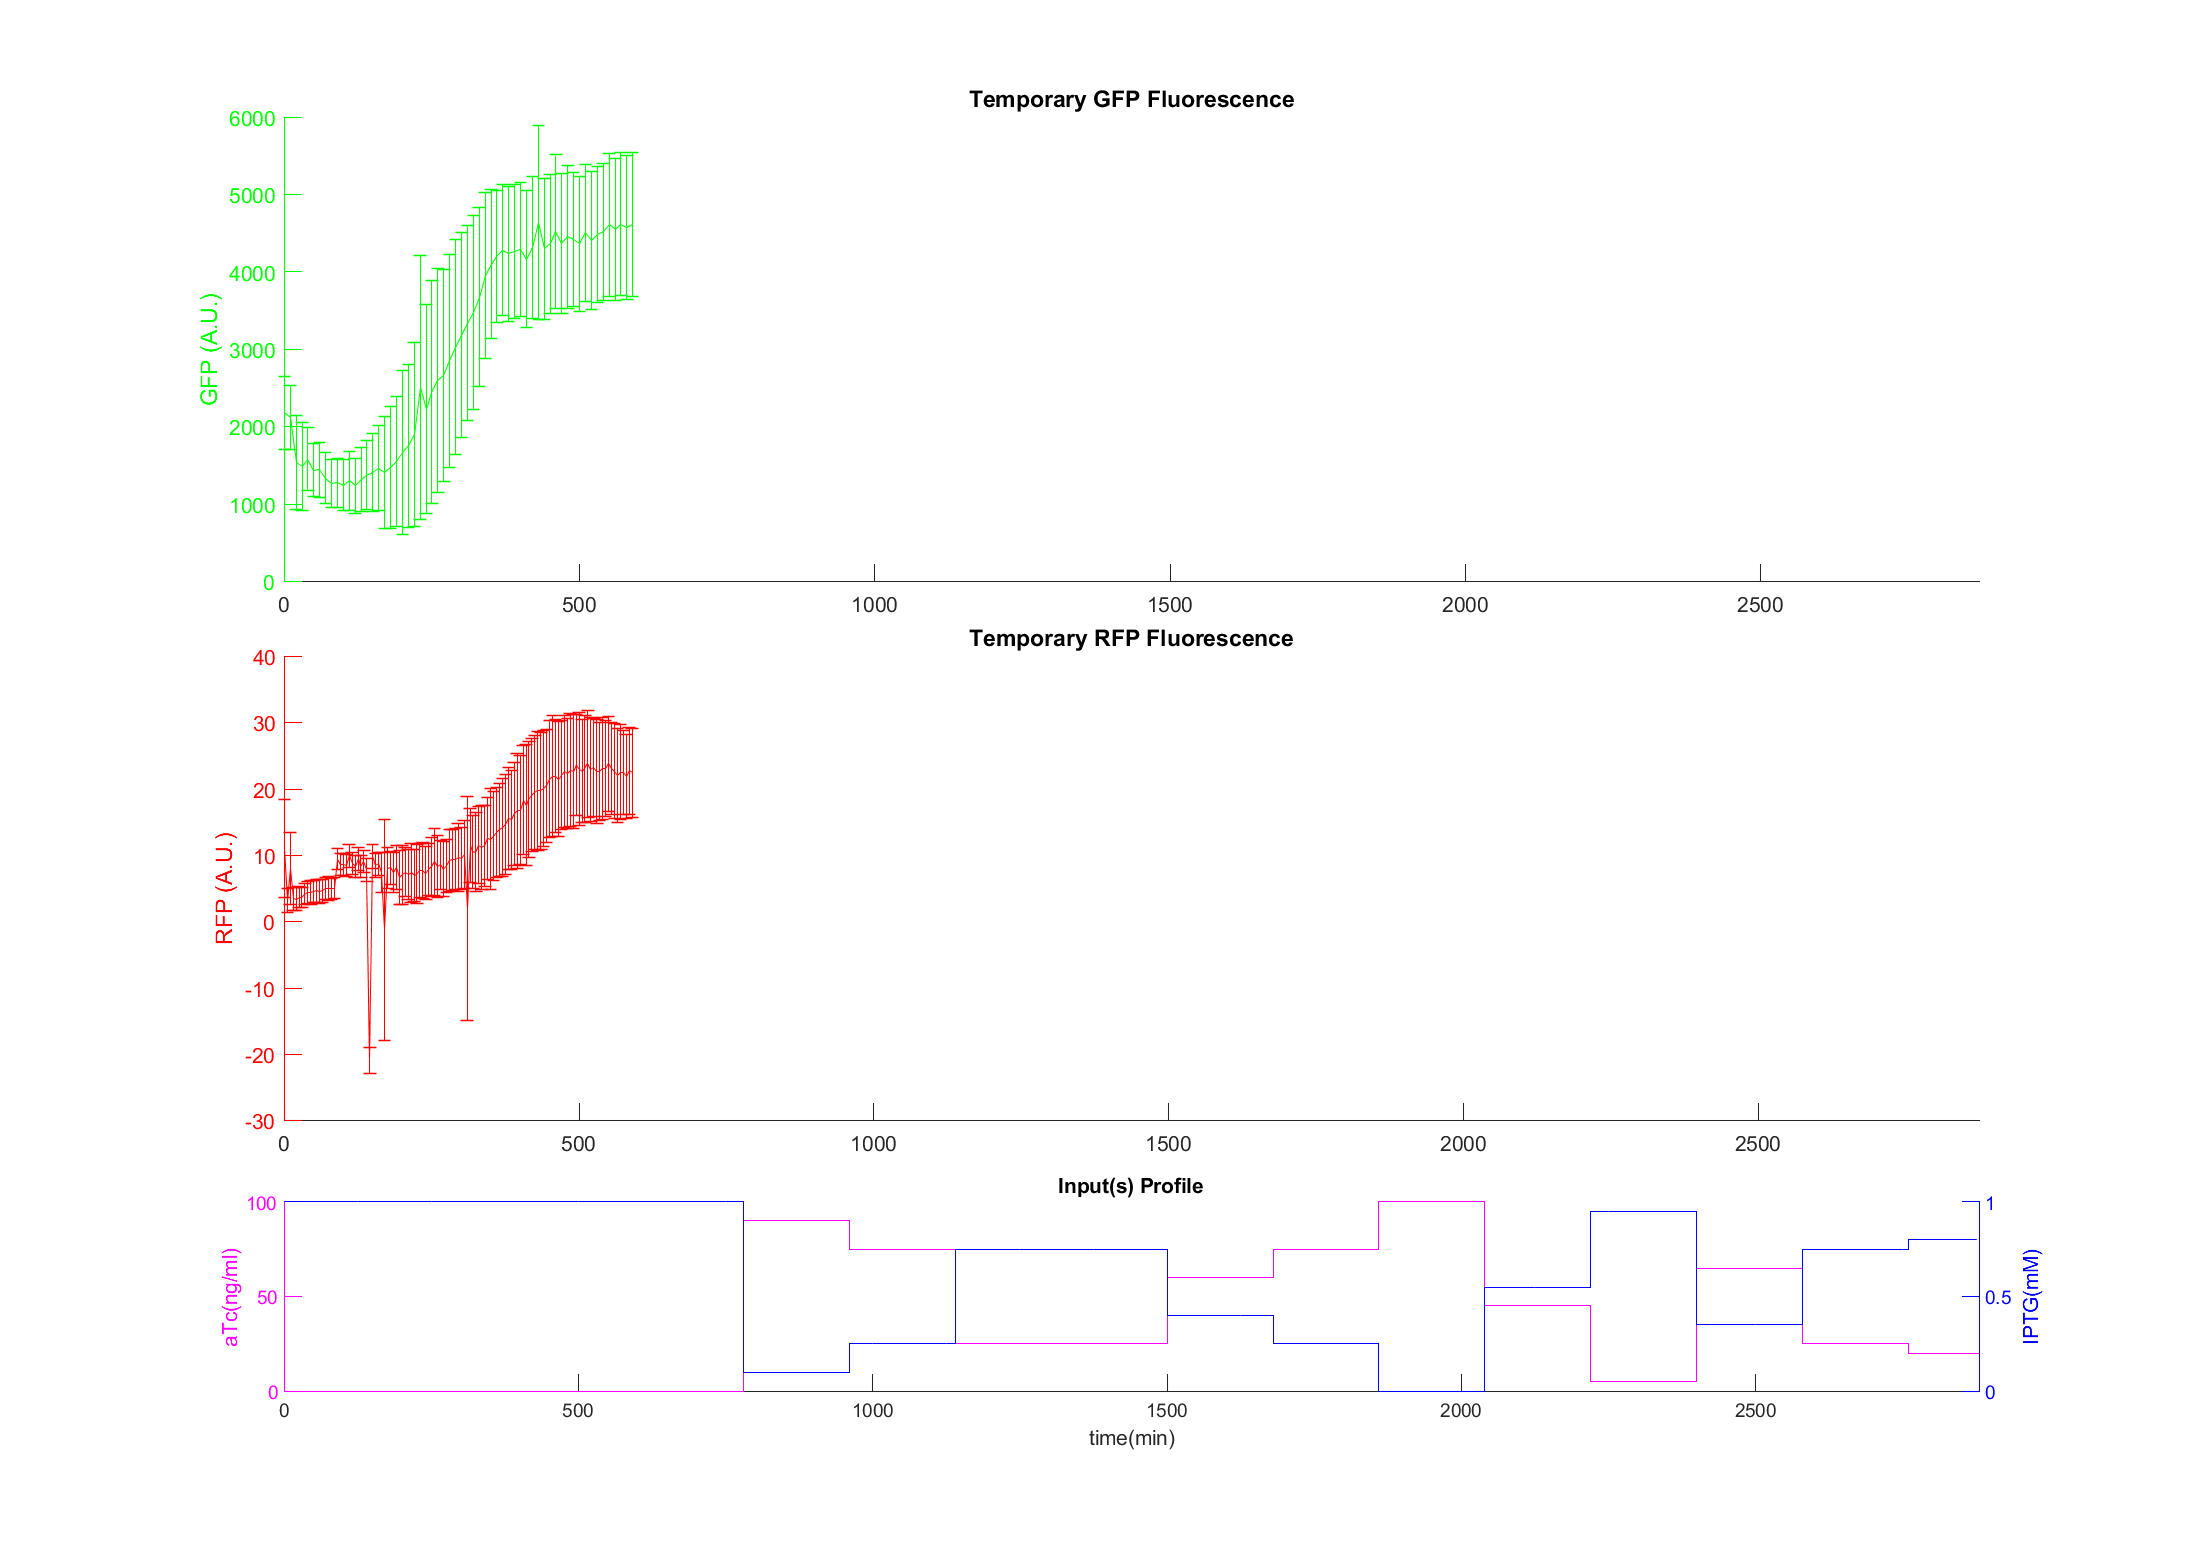 Temporary GFP Fluorescence
6000
5000
4000
3000
2000
1000
0
GFP (A.U.)
0 500 1000 1500 2000 2500
Temporary RFP Fluorescence
40
30
20
10
0
-10
-20
-30
RFP (A.U.)
0 500 1000 1500 2000 2500
Input(s) Profile
100
50
0
aTc(ng/ml)
1
0.5
0
IPTG(mM)
0 500 1000 1500 2000 2500
time(min)